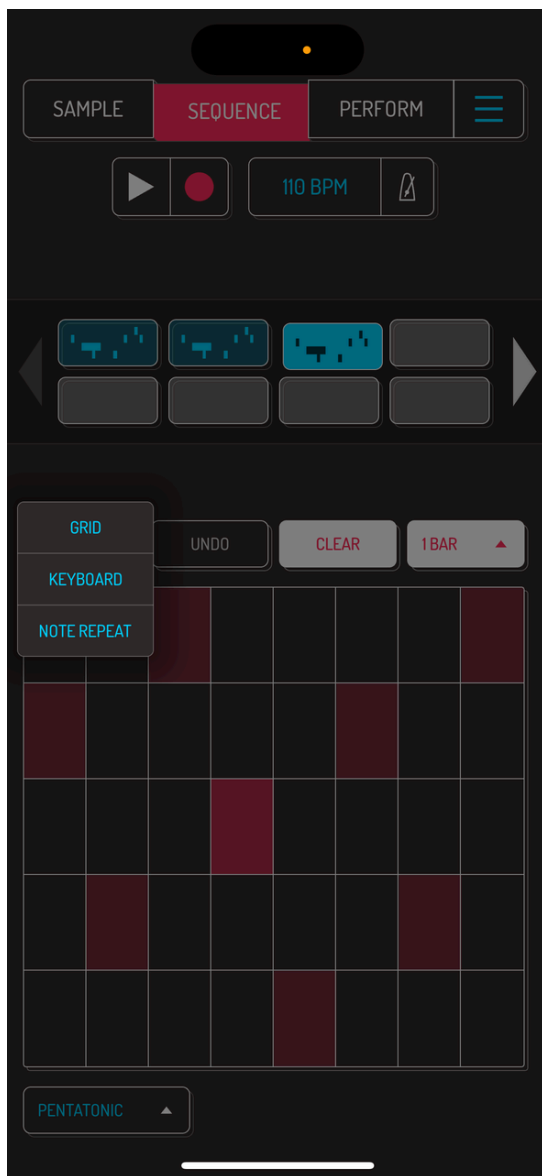 SAMPLE SEQUENCE PERFORM
110 BPM
GRID
UNDO CLEAR 1 BAR
KEYBOARD
NOTE REPEAT
PENTATONIC